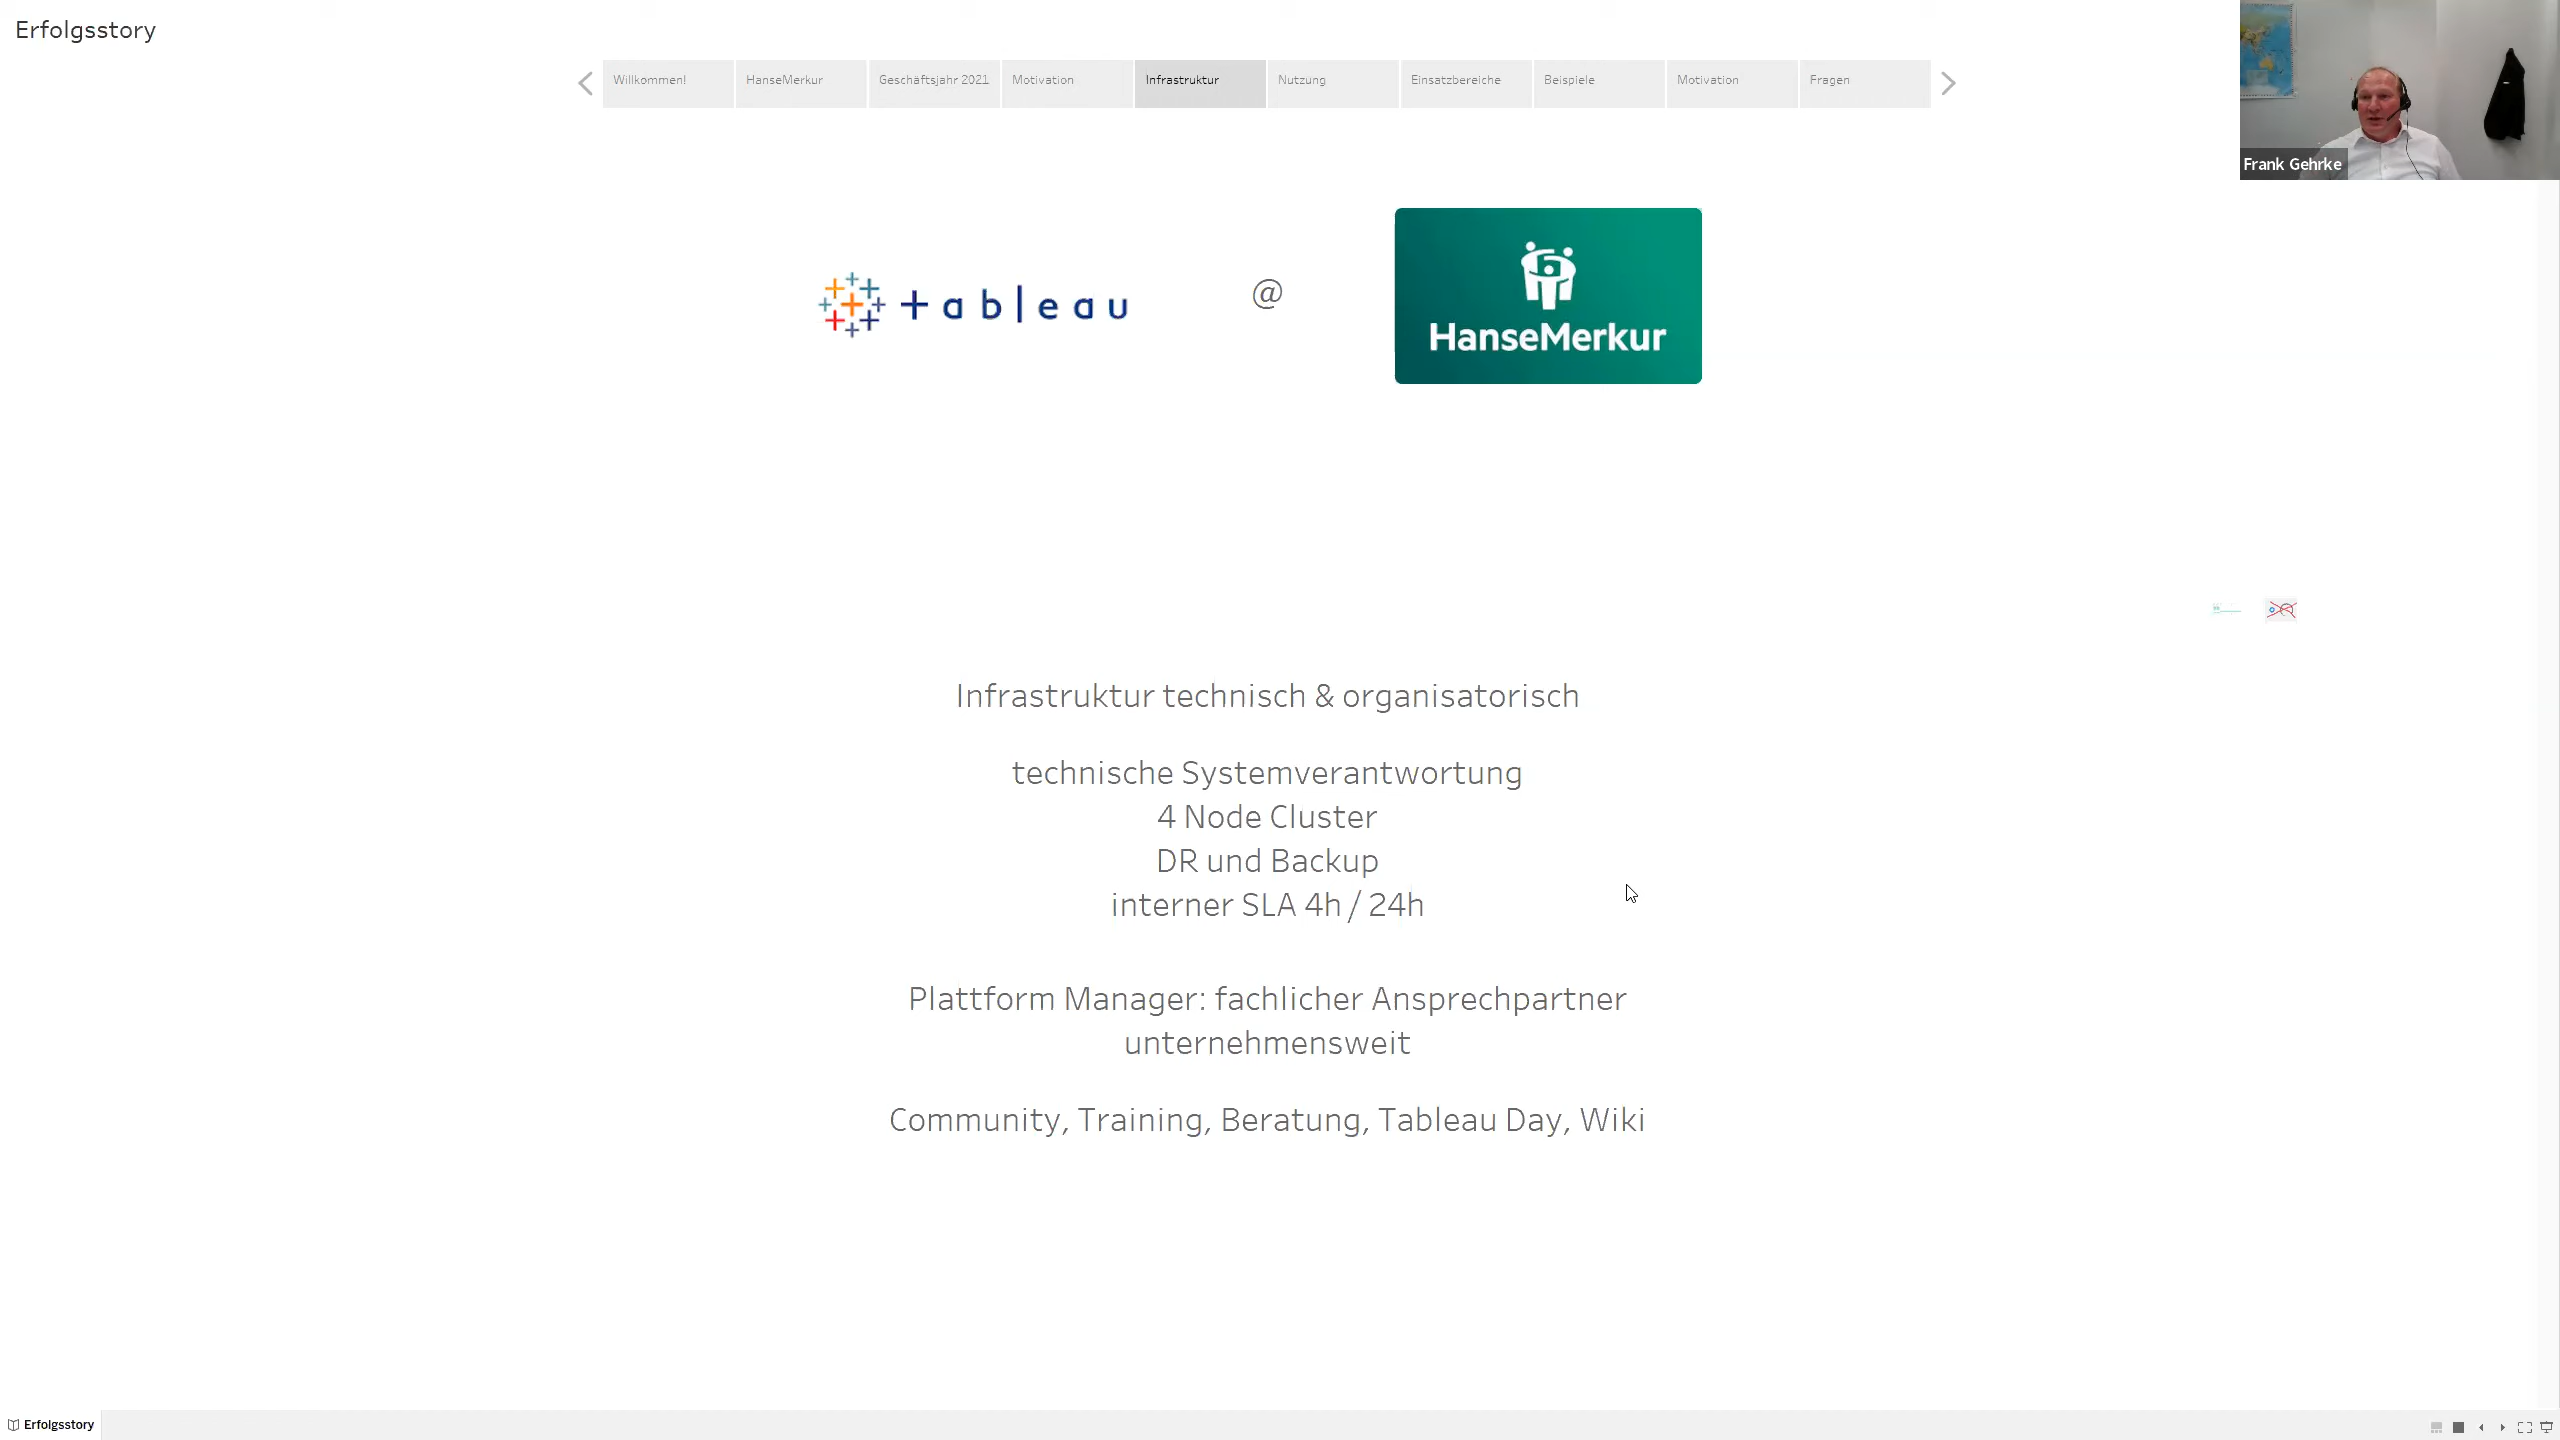 Erfolgsstory
Willkommen!
HanseMerkur
Geschäftsjahr 2021
Motivation
Infrastruktur
Nutzung
Einsatzbereiche
Beispiele
Motivation
Fragen
Frank Gehrke
+ableau
@
HanseMerkur
Infrastruktur technisch & organisatorisch
technische Systemverantwortung
4 Node Cluster
DR und Backup
interner SLA 4h / 24h
Plattform Manager: fachlicher Ansprechpartner
unternehmensweit
Community, Training, Beratung, Tableau Day, Wiki
Erfolgsstory